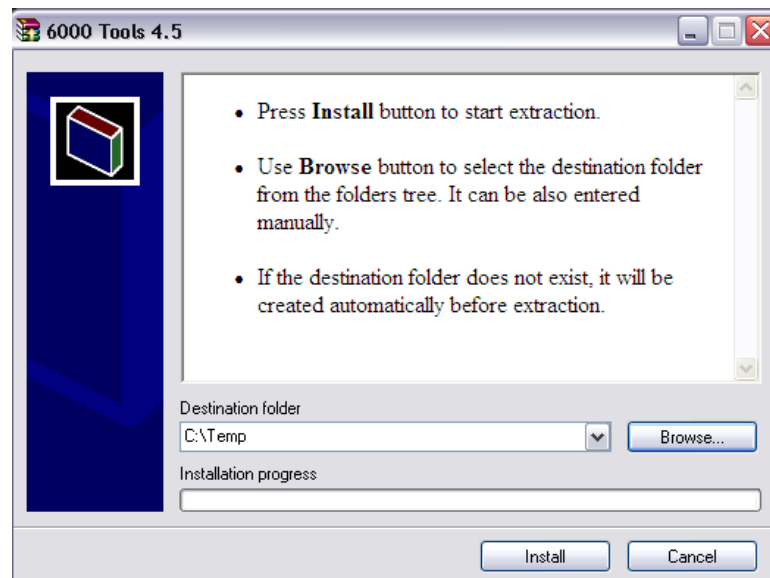 6000 Tools 4.5
• Press Install button to start extraction.
• Use Browse button to select the destination folder
from the folders tree. It can be also entered
manually.
• If the destination folder does not exist, it will be
created automatically before extraction.
Destination folder
C:\Temp
Browse...
Installation progress
Install
Cancel